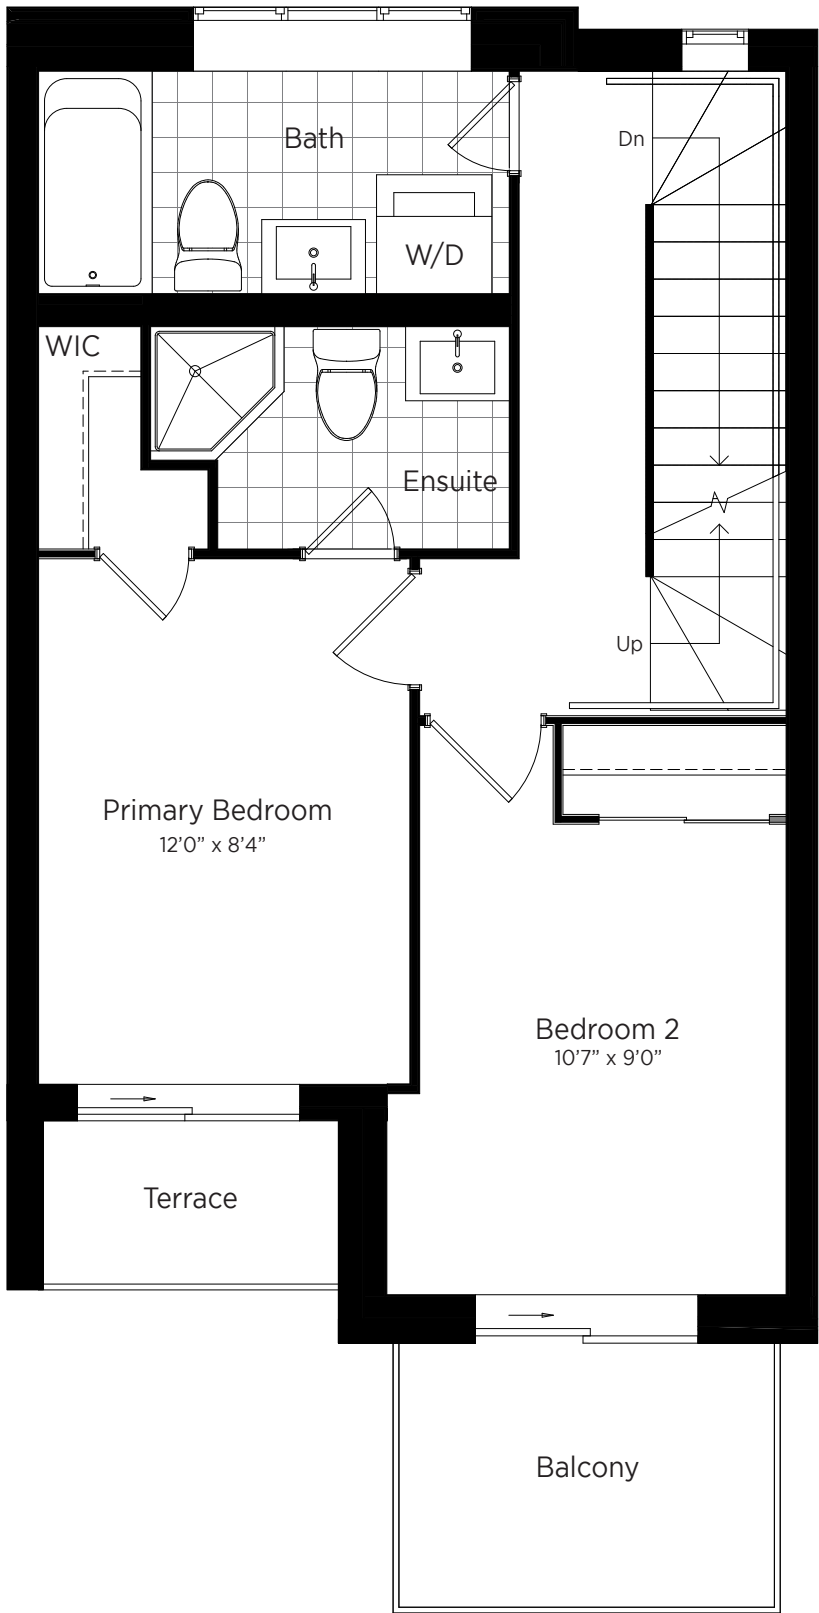 Bath
Dn
W/D
WIC
Ensuite
Up
Primary Bedroom
12’0” x 8’4”
Bedroom 2
10’7” x 9’0”
Terrace
Balcony